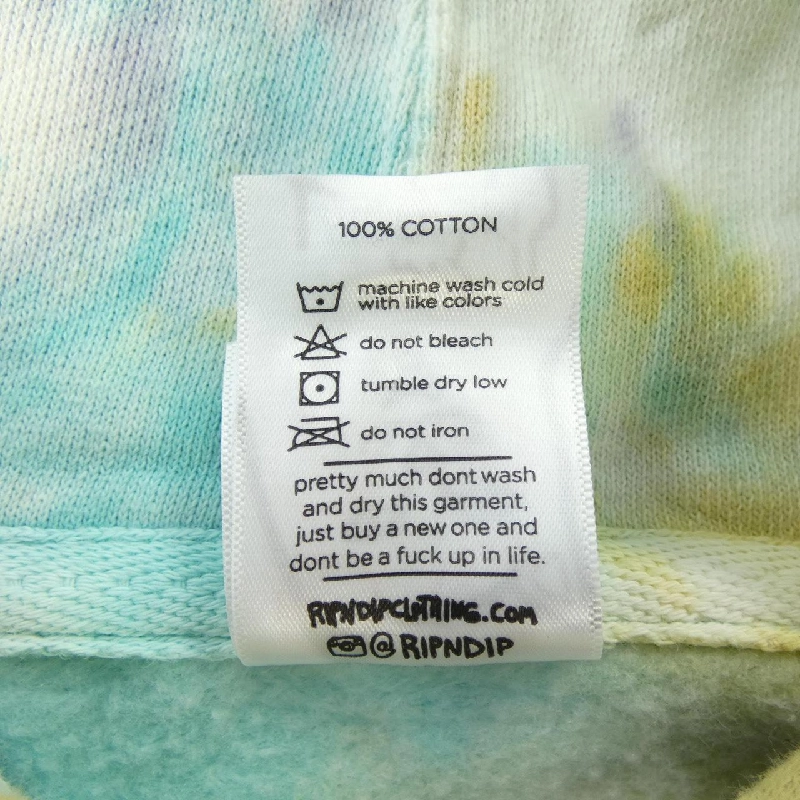 100% COTTON
machine wash cold
with like colors
do not bleach
tumble dry low
do not iron
pretty much dont wash
and dry this garment,
just buy a new one and
dont be a fuck up in life.
RIPNDIPCLOTHING.COM
@RIPNDIP